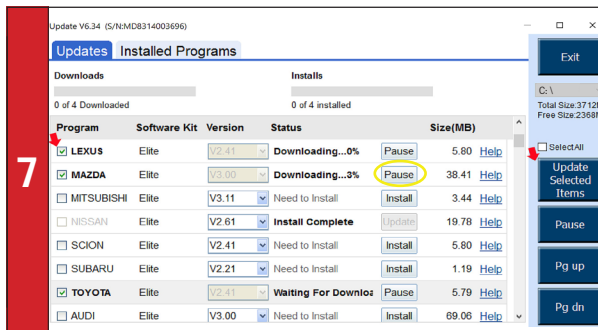 7
Update V6.34 (S/N:MD8314003696)
Updates Installed Programs
Downloads Installs
0 of 4 Downloaded 0 of 4 installed
Program Software Kit Version Status Size(MB)
LEXUS Elite V2.41 Downloading...0% Pause 5.80 Help
MAZDA Elite V3.00 Downloading...3% Pause 38.41 Help
MITSUBISHI Elite V3.11 Need to Install Install 3.44 Help
NISSAN Elite V2.61 Install Complete Update 19.78 Help
SCION Elite V2.41 Need to Install Install 5.80 Help
SUBARU Elite V2.21 Need to Install Install 1.19 Help
TOYOTA Elite V2.41 Waiting For Downloa Pause 5.79 Help
AUDI Elite V3.00 Need to Install Install 69.06 Help
Exit
C: \
Total Size:3712M
Free Size:2368M
SelectAll
Update
Selected
Items
Pause
Pg up
Pg dn